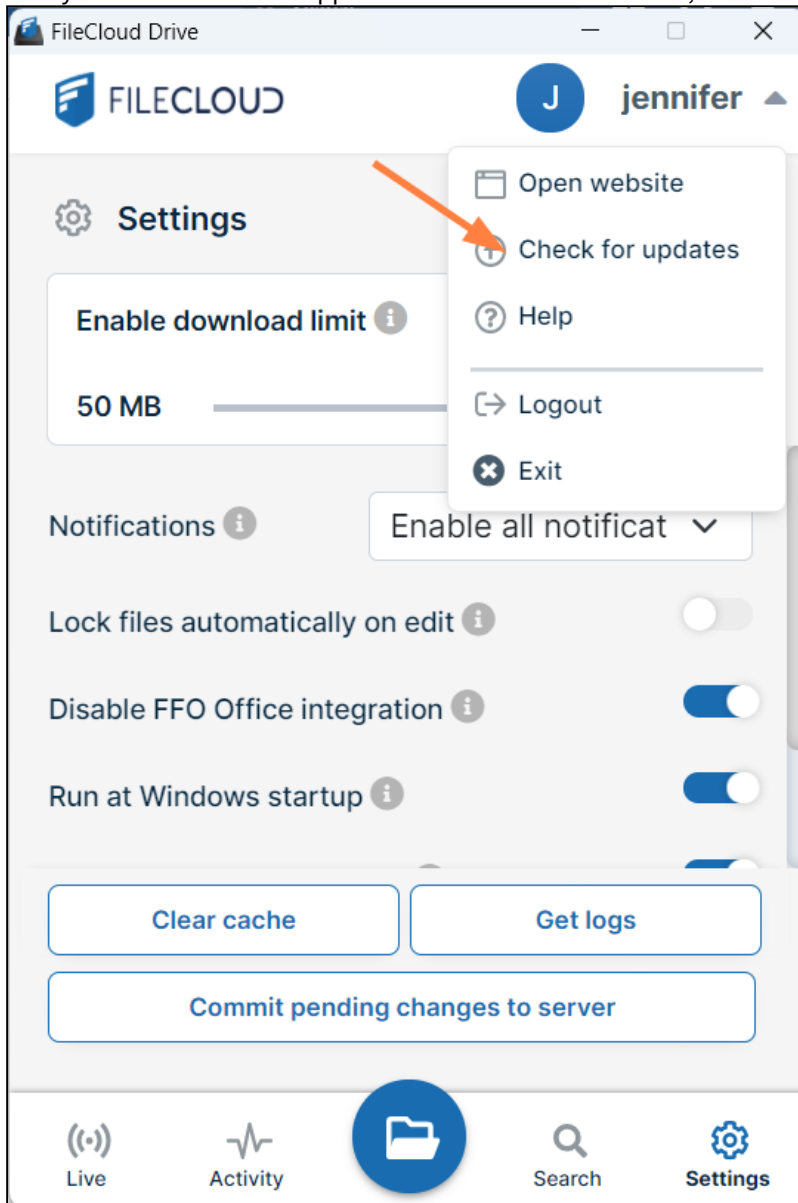 FileCloud Drive
FILECLOUD
J jennifer
Open website
Settings
Check for updates
Enable download limit
Help
50 MB
Logout
Exit
Notifications Enable all notificat
Lock files automatically on edit
Disable FFO Office integration
Run at Windows startup
Clear cache Get logs
Commit pending changes to server
Live Activity Search Settings